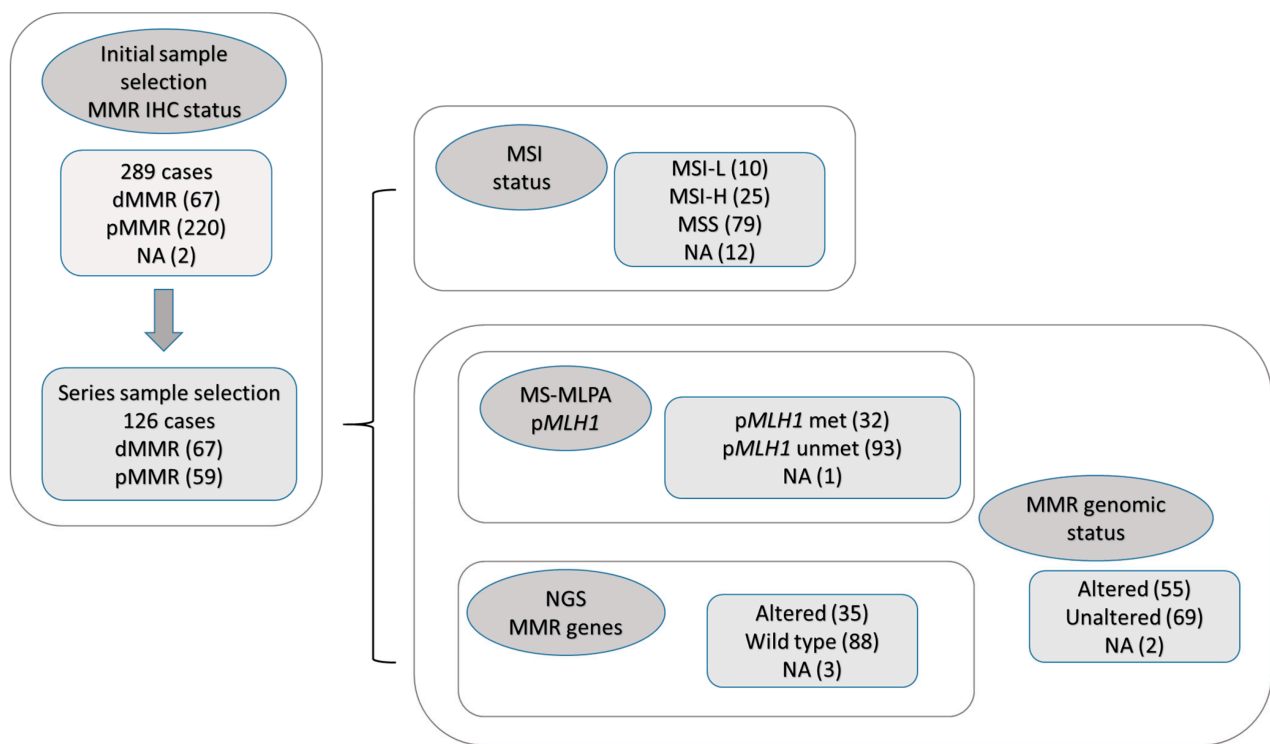 Initial sample
selection
MMR IHC status
289 cases
dMMR (67)
pMMR (220)
NA (2)
Series sample selection
126 cases
dMMR (67)
pMMR (59)
MSI
status
MSI-L (10)
MSI-H (25)
MSS (79)
NA (12)
MS-MLPA
pMLH1
pMLH1 met (32)
pMLH1 unmet (93)
NA (1)
NGS
MMR genes
Altered (35)
Wild type (88)
NA (3)
MMR genomic
status
Altered (55)
Unaltered (69)
NA (2)